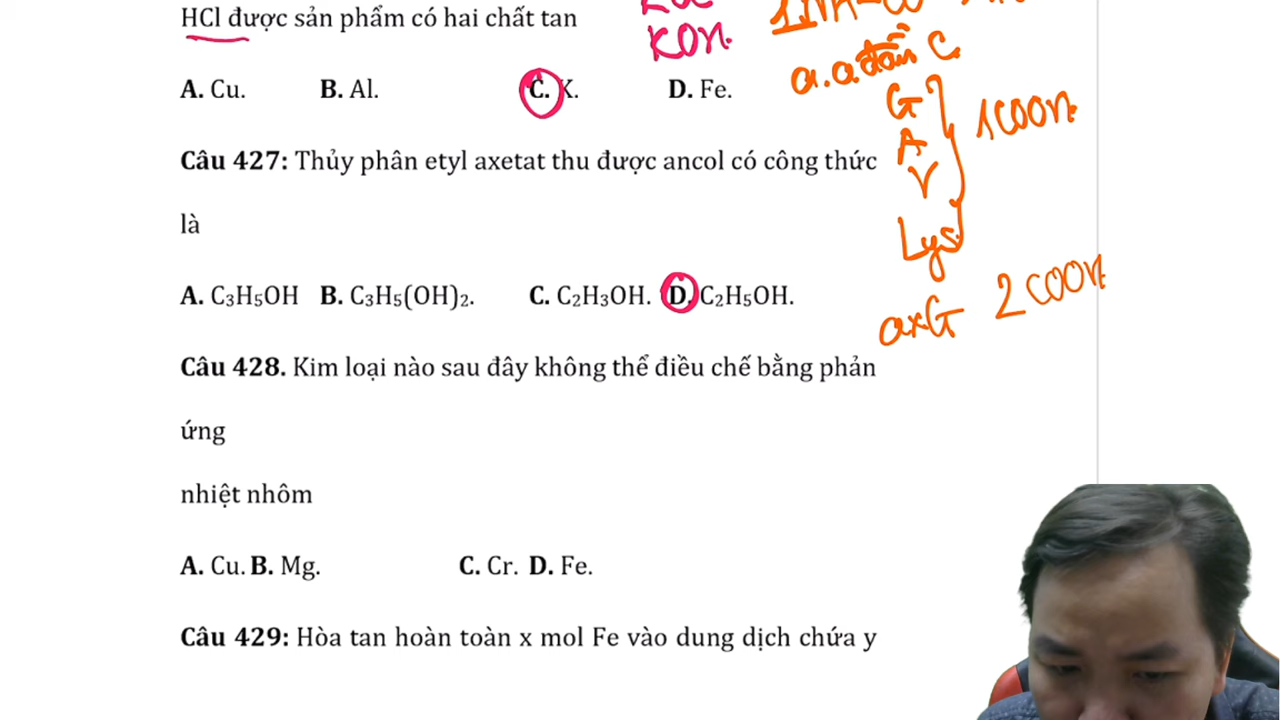 HCl được sản phẩm có hai chất tan
KOH
A. Cu. B. Al. C. K. D. Fe.
a.a đầu C
G
A
V
Lys
1COOH
Câu 427: Thủy phân etyl axetat thu được ancol có công thức
là
A. C₃H₅OH B. C₃H₅(OH)₂. C. C₂H₃OH. D. C₂H₅OH.
axG 2COOH
Câu 428. Kim loại nào sau đây không thể điều chế bằng phản
ứng
nhiệt nhôm
A. Cu. B. Mg. C. Cr. D. Fe.
Câu 429: Hòa tan hoàn toàn x mol Fe vào dung dịch chứa y